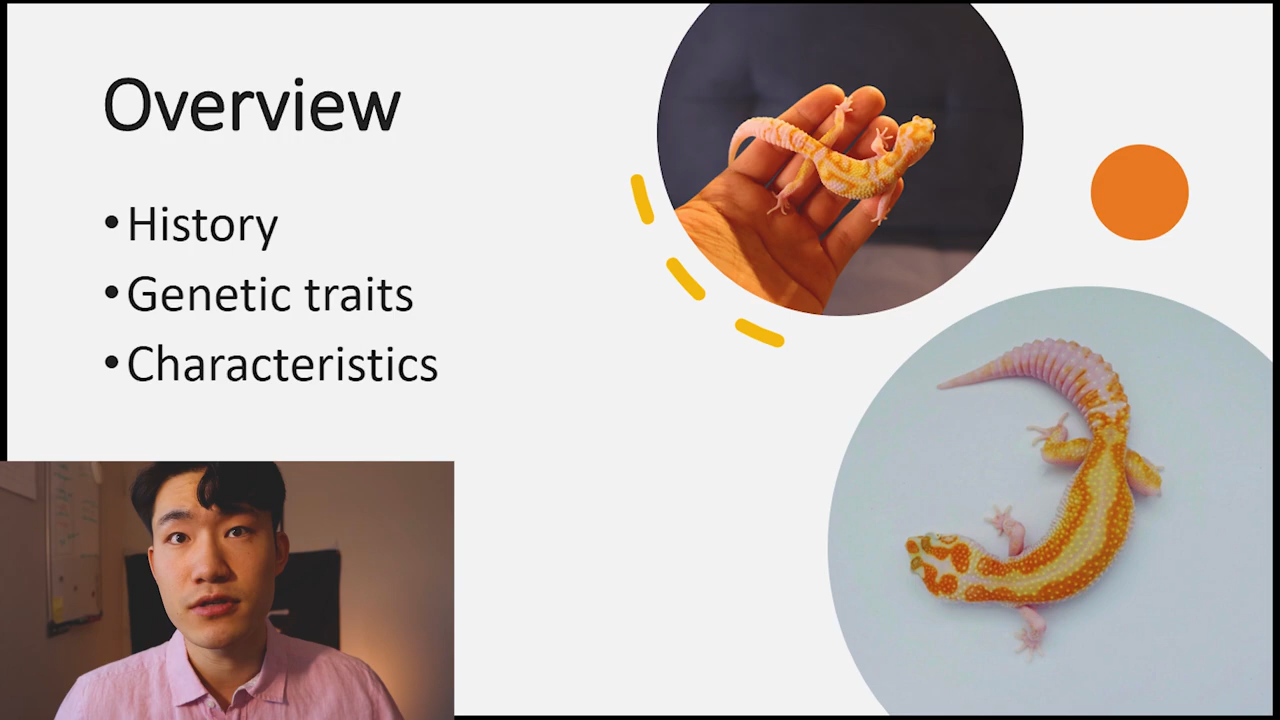 Overview
•History
•Genetic traits
•Characteristics